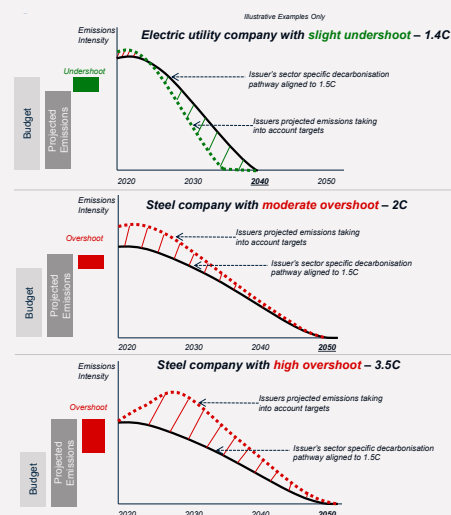 Illustrative Examples Only
Emissions
Intensity
Electric utility company with slight undershoot – 1.4C
Undershoot
Issuer's sector specific decarbonisation
pathway aligned to 1.5C
Budget
Projected
Emissions
Issuers projected emissions taking
into account targets
2020 2030 2040 2050
Emissions
Intensity
Steel company with moderate overshoot – 2C
Overshoot
Issuers projected emissions taking
into account targets
Budget
Projected
Emissions
Issuer's sector specific decarbonisation
pathway aligned to 1.5C
2020 2030 2040 2050
Emissions
Intensity
Steel company with high overshoot – 3.5C
Overshoot
Issuers projected emissions taking
into account targets
Budget
Projected
Emissions
Issuer's sector specific decarbonisation
pathway aligned to 1.5C
2020 2030 2040 2050